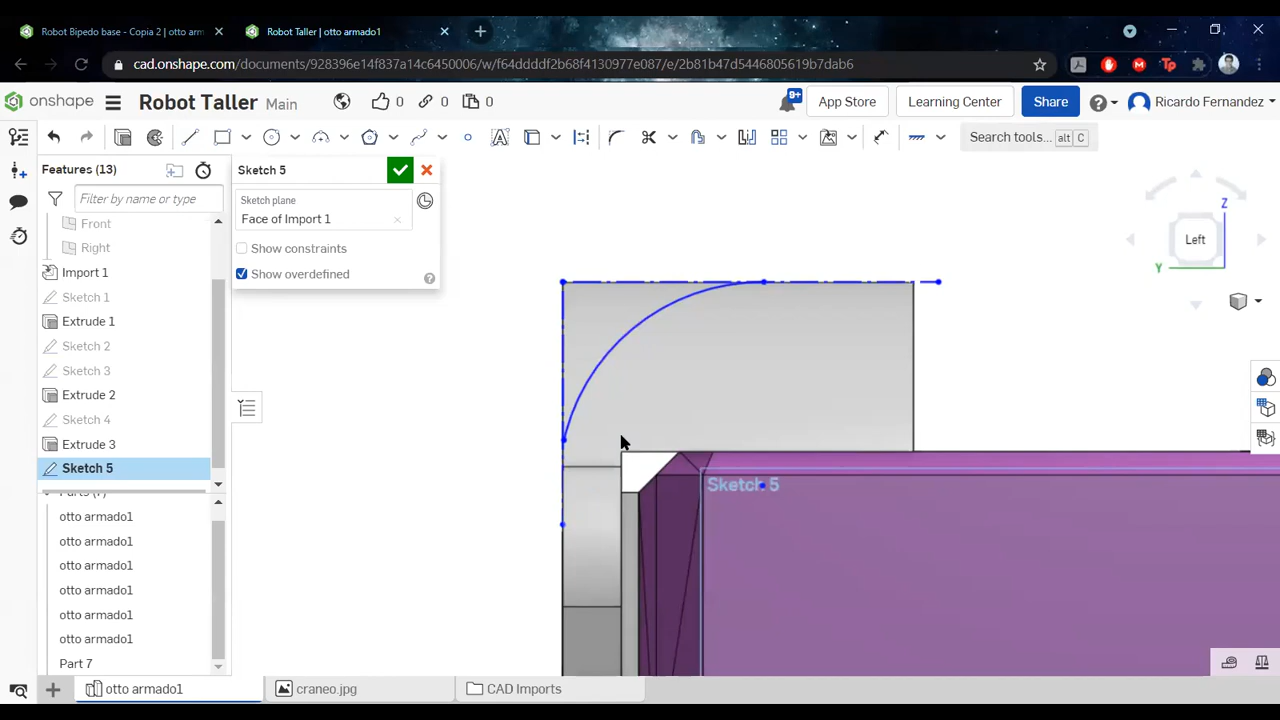 Robot Bipedo base - Copia 2 | otto arm
Robot Taller | otto armado1
cad.onshape.com/documents/928396e14f837a14c6450006/w/f64ddddf2b68f4130977e087/e/2b81b47d5446805619b7dab6
onshape
Robot Taller
Main
0
0
0
9+
App Store
Learning Center
Share
Ricardo Fernandez
Search tools...
alt
C
Features (13)
Filter by name or type
Front
Right
Import 1
Sketch 1
Extrude 1
Sketch 2
Sketch 3
Extrude 2
Sketch 4
Extrude 3
Sketch 5
otto armado1
otto armado1
otto armado1
otto armado1
otto armado1
otto armado1
Part 7
Sketch 5
Sketch plane
Face of Import 1
Show constraints
Show overdefined
Sketch 5
Z
Left
Y
otto armado1
craneo.jpg
CAD Imports